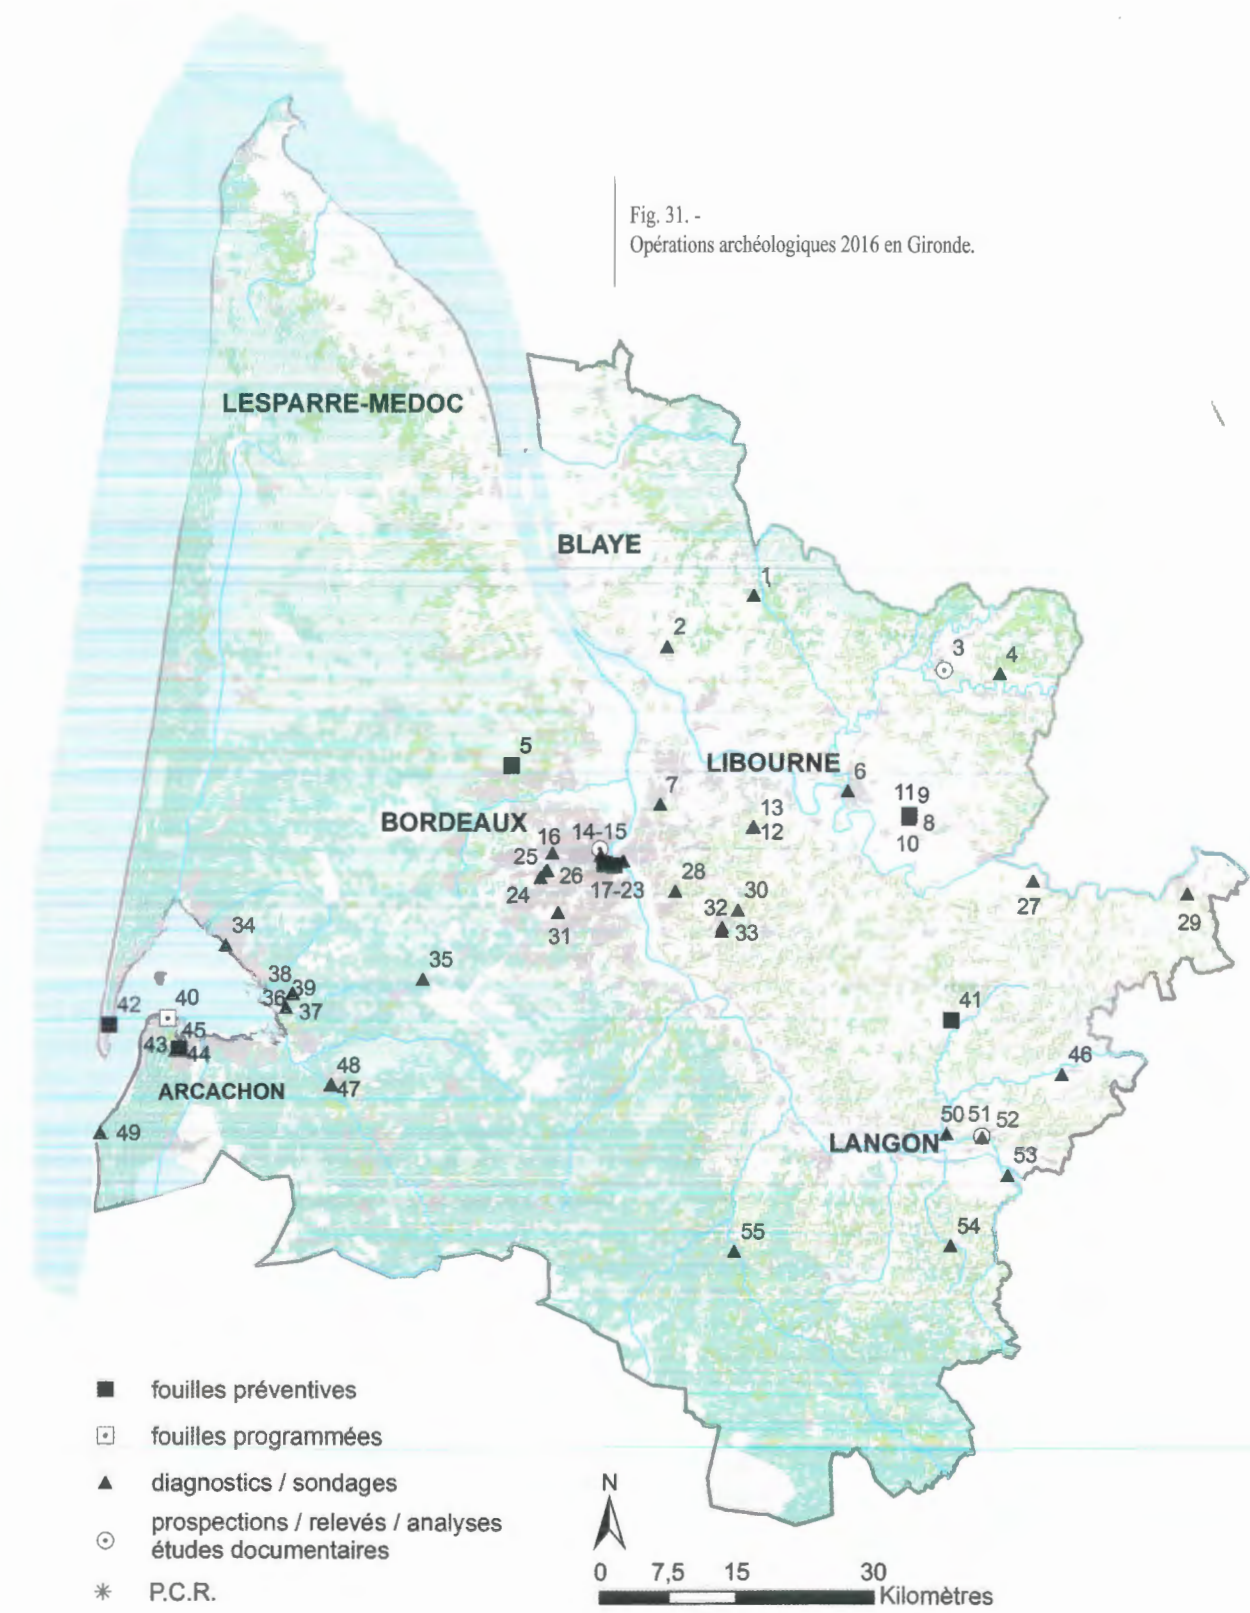 Fig. 31. -
Opérations archéologiques 2016 en Gironde.
LESPARRE-MEDOC
BLAYE
1
2
3
4
5
LIBOURNE
6
7
119
8
10
13
12
BORDEAUX
14-15
16
25
26
24
17-23
28
27
29
30
32
33
31
34
35
38
39
36
37
42
40
41
45
43
44
ARCACHON
48
47
46
49
50
51
52
LANGON
53
54
55
fouilles préventives
fouilles programmées
diagnostics / sondages
prospections / relevés / analyses
études documentaires
P.C.R.
N
0 7,5 15 30
Kilomètres